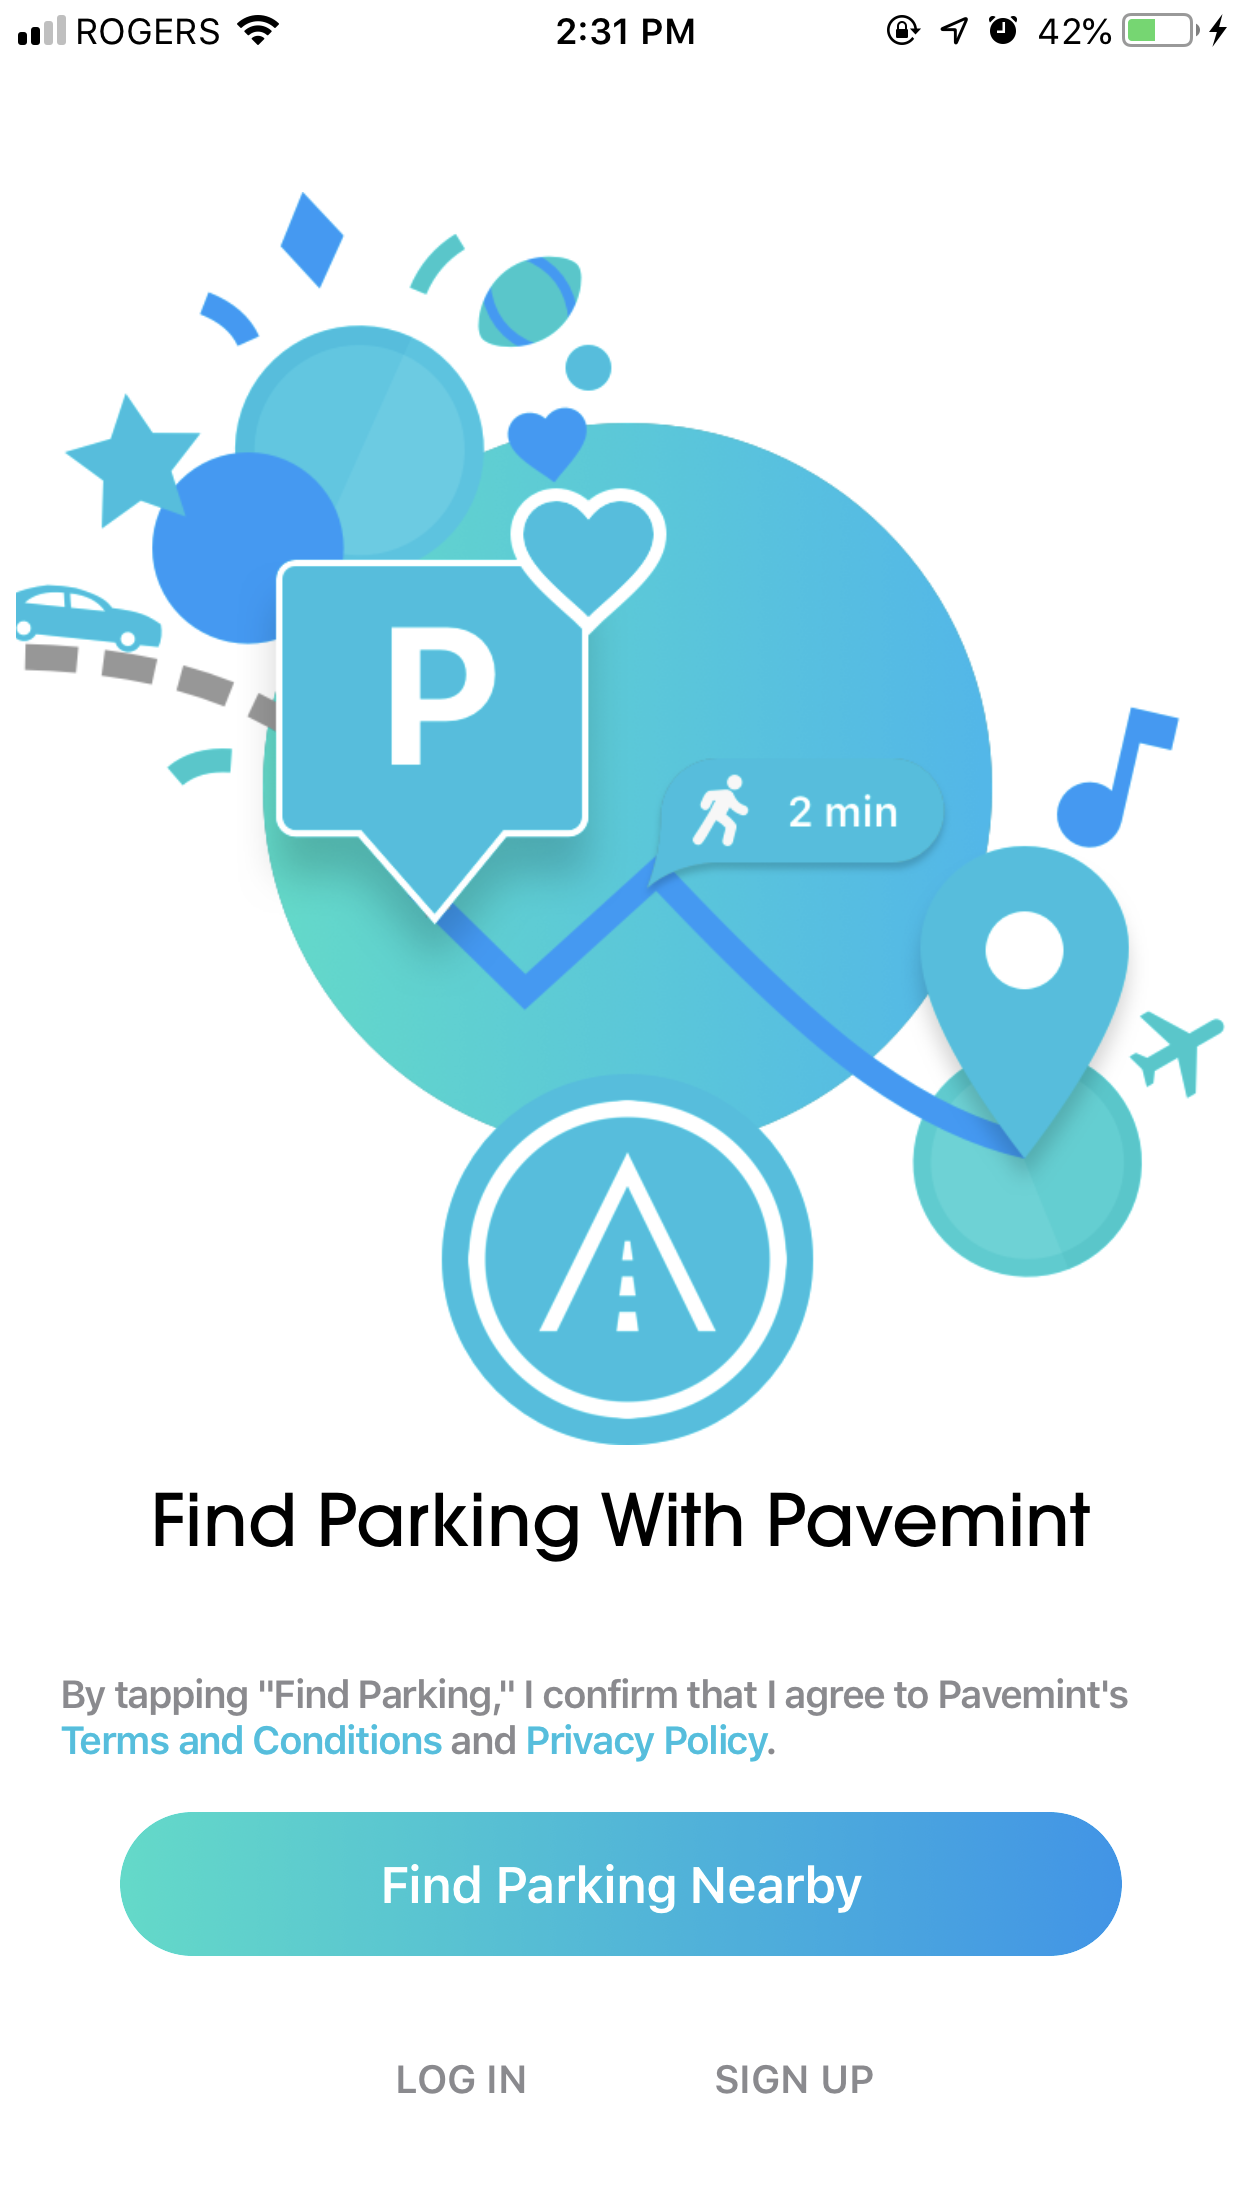 ROGERS 2:31 PM 42%
P
2 min
Find Parking With Pavemint
By tapping "Find Parking," I confirm that I agree to Pavemint's
Terms and Conditions and Privacy Policy.
Find Parking Nearby
LOG IN SIGN UP